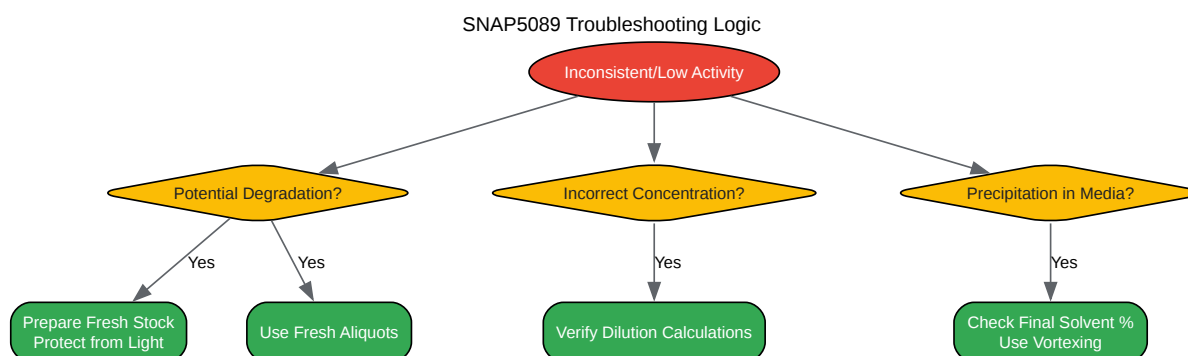 SNAP5089 Troubleshooting Logic
Inconsistent/Low Activity
Potential Degradation?
Incorrect Concentration?
Precipitation in Media?
Yes
Yes
Yes
Yes
Prepare Fresh Stock
Protect from Light
Use Fresh Aliquots
Verify Dilution Calculations
Check Final Solvent %
Use Vortexing